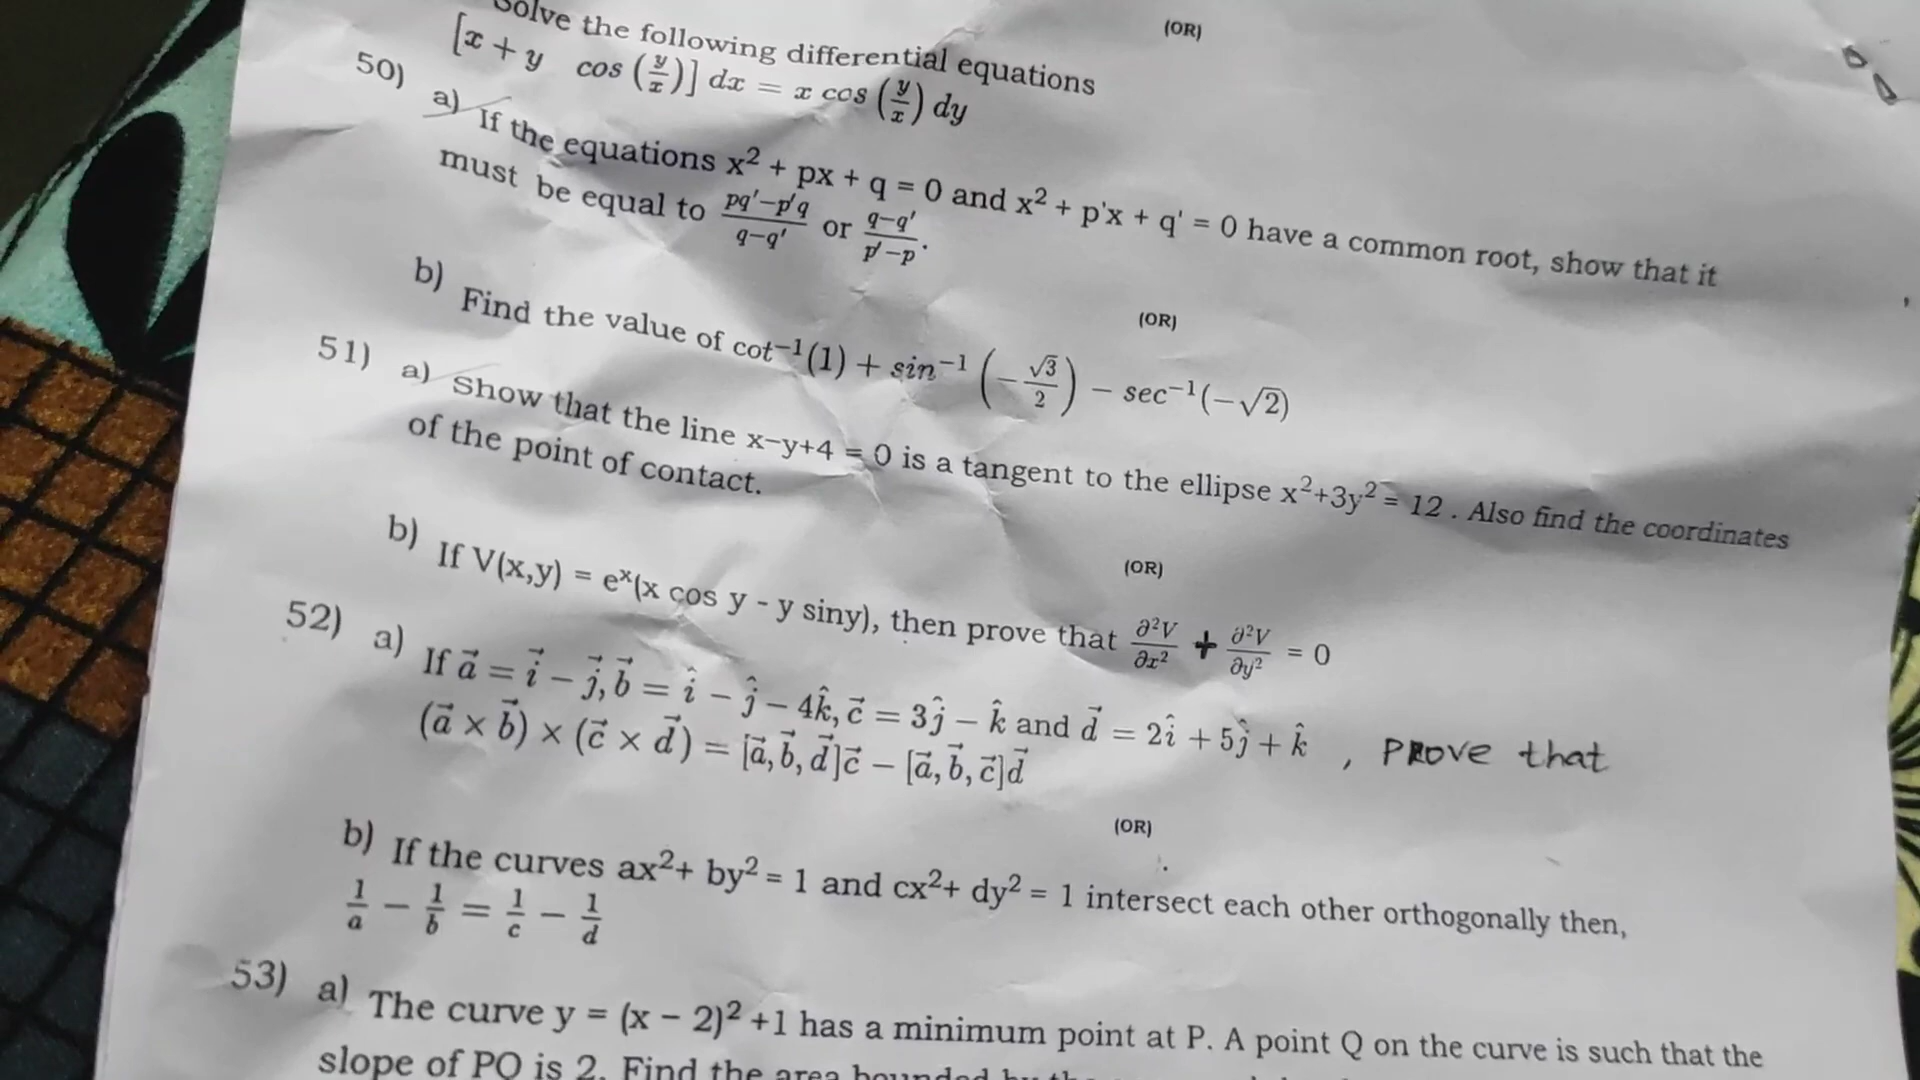 (OR)
Solve the following differential equations
[x + y cos (y/x)] dx = x cos (y/x) dy
50) a) If the equations x² + px + q = 0 and x² + p'x + q' = 0 have a common root, show that it
must be equal to (pq'−p'q)/(q−q') or (q−q')/(p'−p).
(OR)
b) Find the value of cot⁻¹(1) + sin⁻¹ (−√3/2) − sec⁻¹(−√2)
51) a) Show that the line x−y+4 = 0 is a tangent to the ellipse x²+3y² = 12 . Also find the coordinates
of the point of contact.
(OR)
b) If V(x,y) = eˣ(x cos y - y siny), then prove that ∂²V/∂x² + ∂²V/∂y² = 0
52) a) If a⃗ = i⃗ − j⃗, b⃗ = î − ĵ − 4k̂, c⃗ = 3ĵ − k̂ and d⃗ = 2î + 5ĵ + k̂ , PROVE that
(a⃗ × b⃗) × (c⃗ × d⃗) = [a⃗, b⃗, d⃗]c⃗ − [a⃗, b⃗, c⃗]d⃗
(OR)
b) If the curves ax²+ by² = 1 and cx²+ dy² = 1 intersect each other orthogonally then,
1/a − 1/b = 1/c − 1/d
53) a) The curve y = (x − 2)² +1 has a minimum point at P. A point Q on the curve is such that the
slope of PQ is 2. Find the area bounded by the